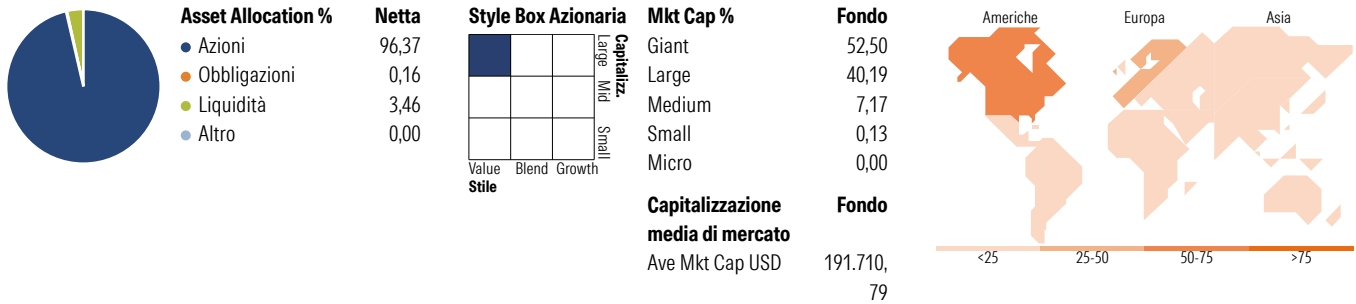 Asset Allocation % Netta
Azioni 96,37
Obbligazioni 0,16
Liquidità 3,46
Altro 0,00
Style Box Azionaria
Large Mid Small
Capitalizz.
Value Blend Growth
Stile
Mkt Cap % Fondo
Giant 52,50
Large 40,19
Medium 7,17
Small 0,13
Micro 0,00
Capitalizzazione Fondo
media di mercato
Ave Mkt Cap USD 191.710,
79
Americhe Europa Asia
<25 25-50 50-75 >75